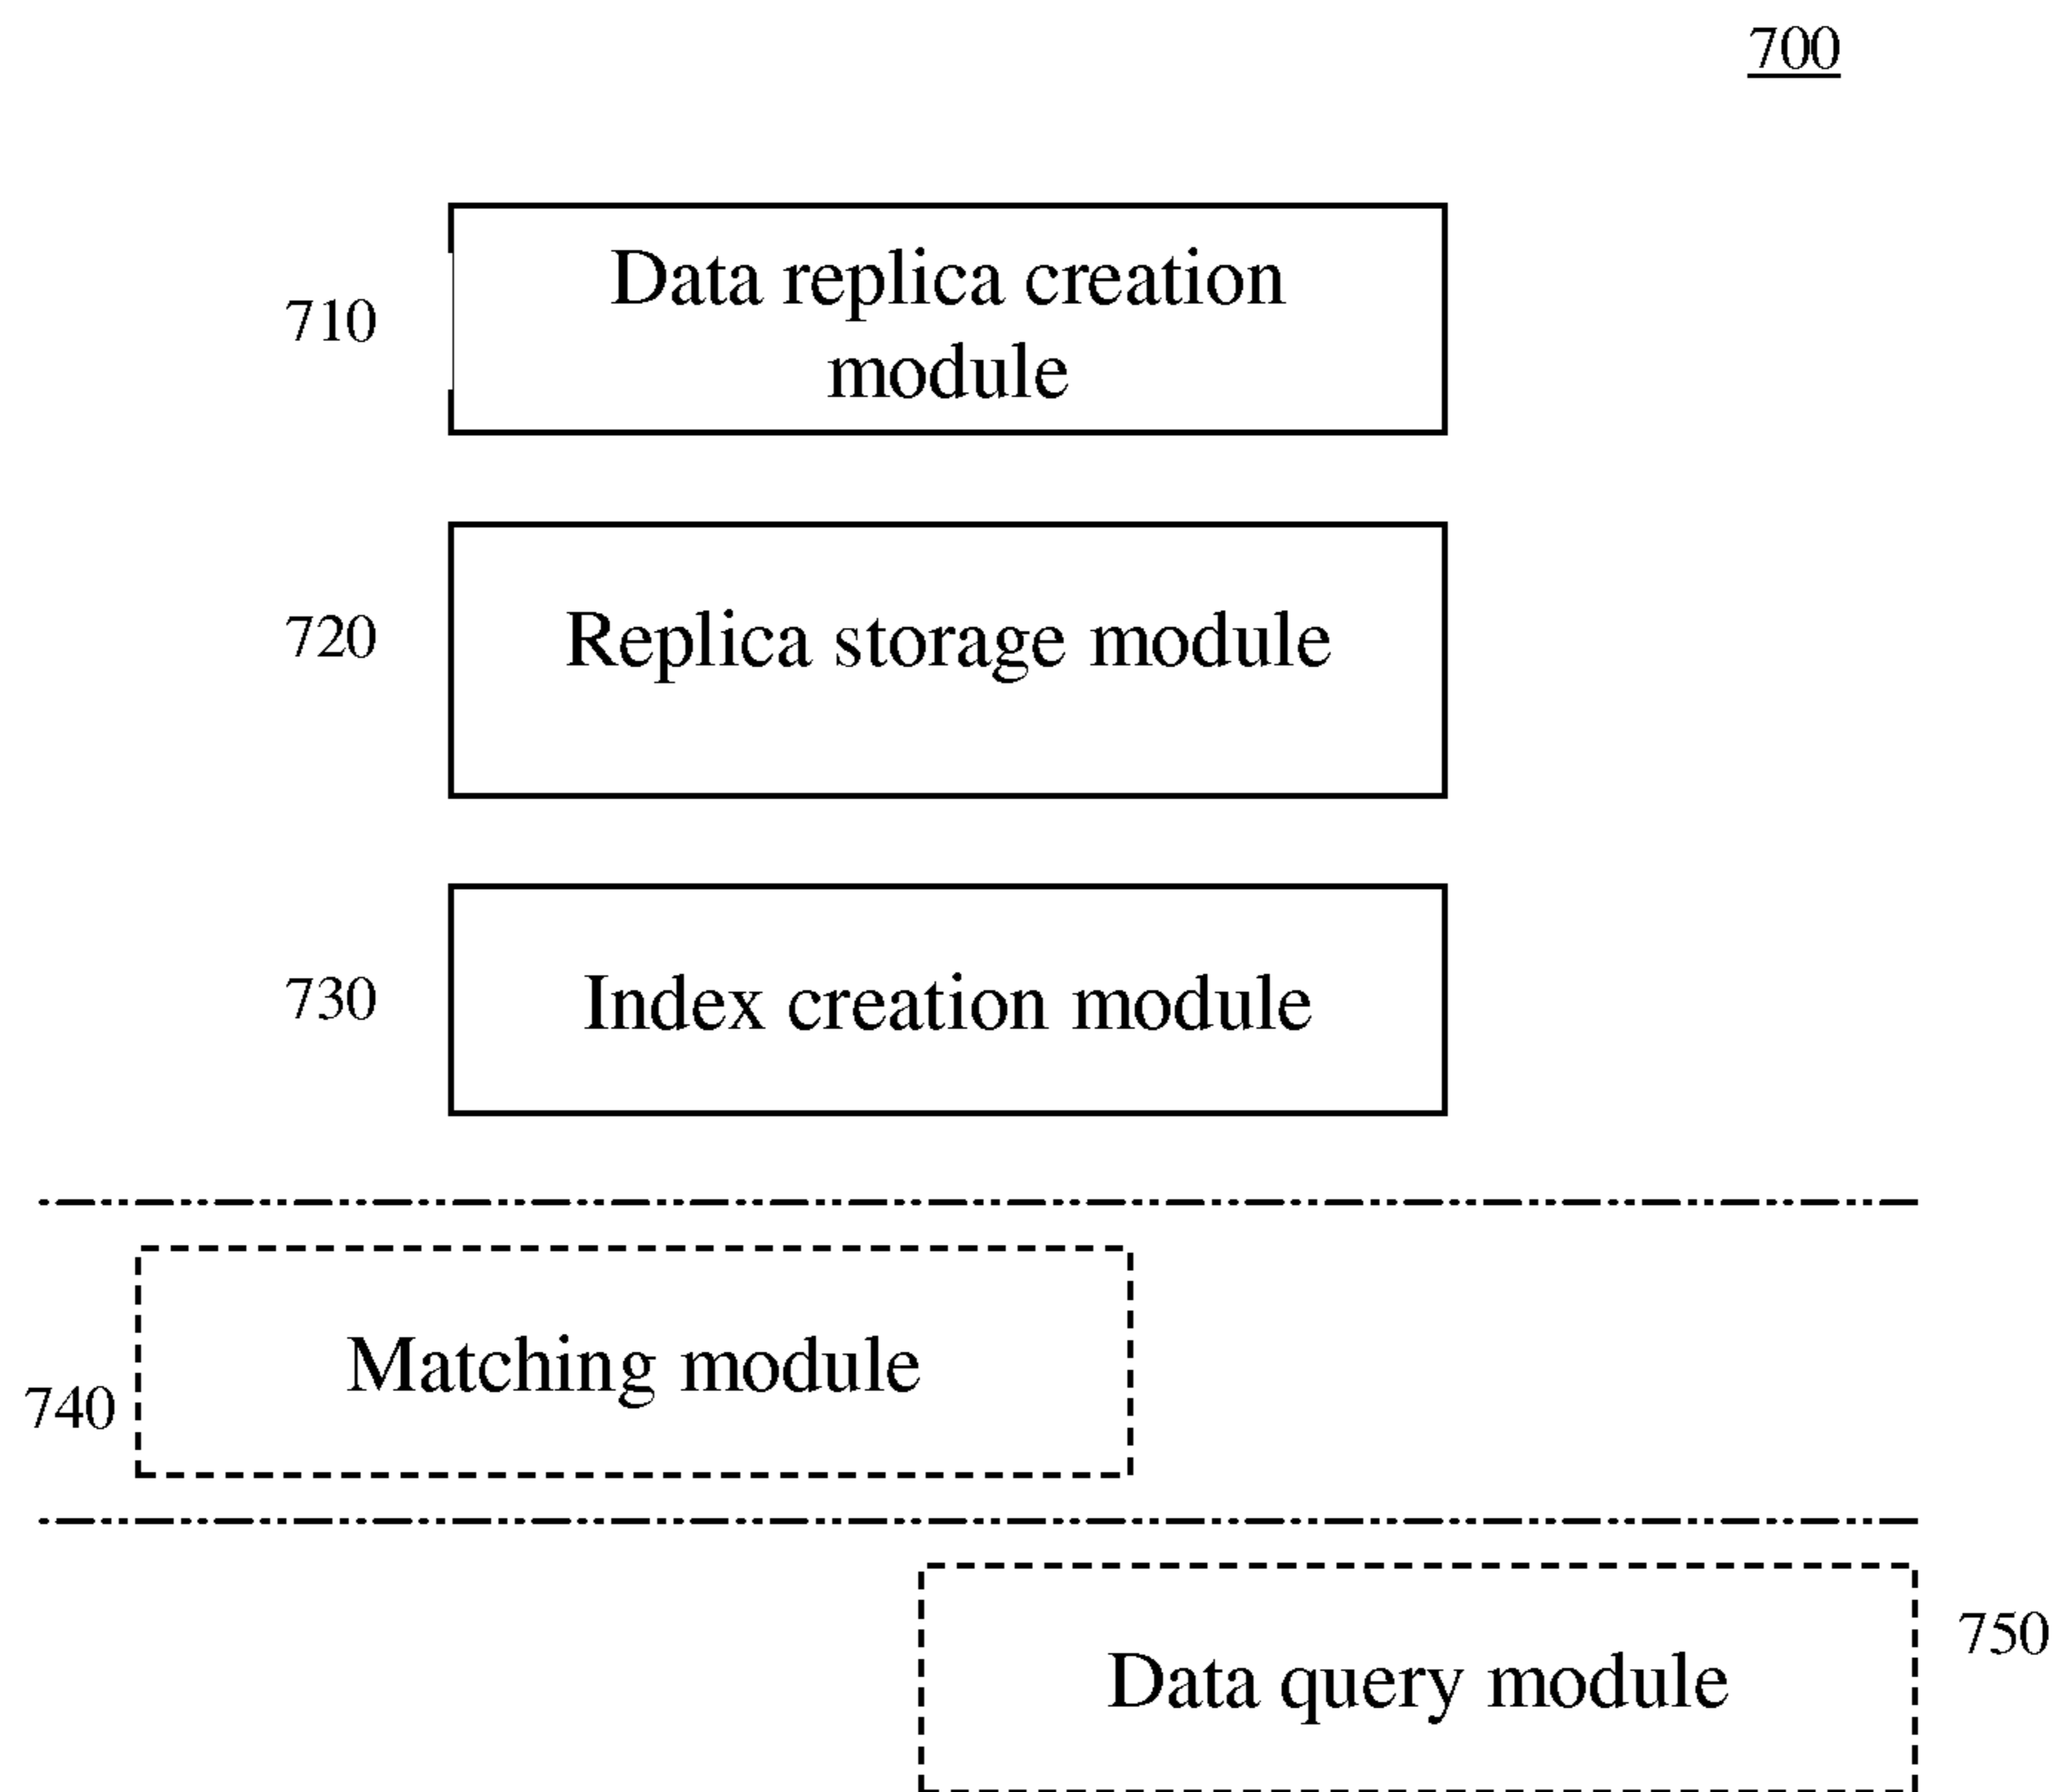 700
710
Data replica creation
module
720
Replica storage module
730
Index creation module
Matching module
740
750
Data query module